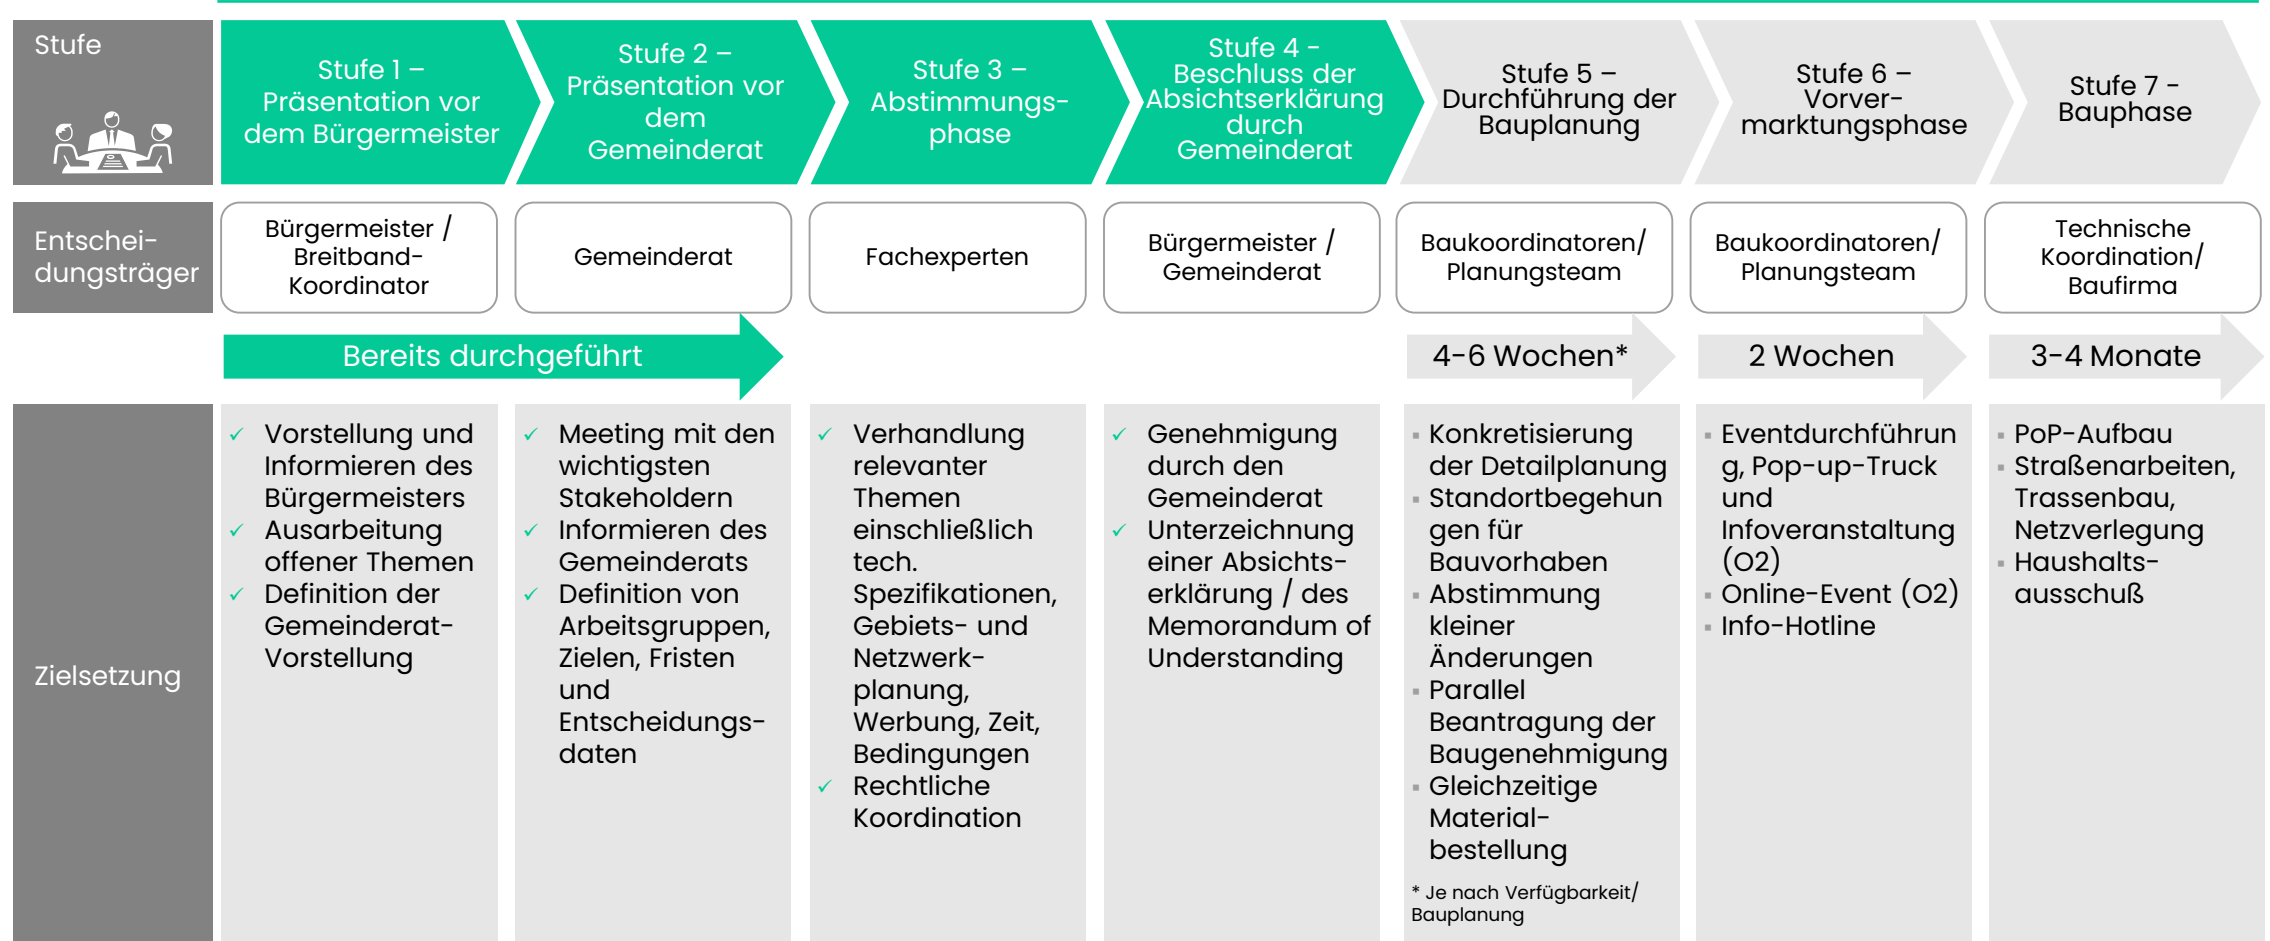 Stufe
Stufe 1 –
Präsentation vor
dem Bürgermeister
Stufe 2 –
Präsentation vor
dem
Gemeinderat
Stufe 3 –
Abstimmungs-
phase
Stufe 4 -
Beschluss der
Absichtserklärung
durch
Gemeinderat
Stufe 5 –
Durchführung der
Bauplanung
Stufe 6 –
Vorver-
marktungsphase
Stufe 7 -
Bauphase
Entschei-
dungsträger
Bürgermeister /
Breitband-
Koordinator
Gemeinderat
Fachexperten
Bürgermeister /
Gemeinderat
Baukoordinatoren/
Planungsteam
Baukoordinatoren/
Planungsteam
Technische
Koordination/
Baufirma
Bereits durchgeführt
4-6 Wochen*
2 Wochen
3-4 Monate
Zielsetzung
✓ Vorstellung und
Informieren des
Bürgermeisters
✓ Ausarbeitung
offener Themen
✓ Definition der
Gemeinderat-
Vorstellung
✓ Meeting mit den
wichtigsten
Stakeholdern
✓ Informieren des
Gemeinderats
✓ Definition von
Arbeitsgruppen,
Zielen, Fristen
und
Entscheidungs-
daten
✓ Verhandlung
relevanter
Themen
einschließlich
tech.
Spezifikationen,
Gebiets- und
Netzwerk-
planung,
Werbung, Zeit,
Bedingungen
✓ Rechtliche
Koordination
✓ Genehmigung
durch den
Gemeinderat
✓ Unterzeichnung
einer Absichts-
erklärung / des
Memorandum of
Understanding
▪ Konkretisierung
der Detailplanung
▪ Standortbegehun
gen für
Bauvorhaben
▪ Abstimmung
kleiner
Änderungen
▪ Parallel
Beantragung der
Baugenehmigung
▪ Gleichzeitige
Material-
bestellung
* Je nach Verfügbarkeit/
Bauplanung
▪ Eventdurchführun
g, Pop-up-Truck
und
Infoveranstaltung
(O2)
▪ Online-Event (O2)
▪ Info-Hotline
▪ PoP-Aufbau
▪ Straßenarbeiten,
Trassenbau,
Netzverlegung
▪ Haushalts-
ausschuß